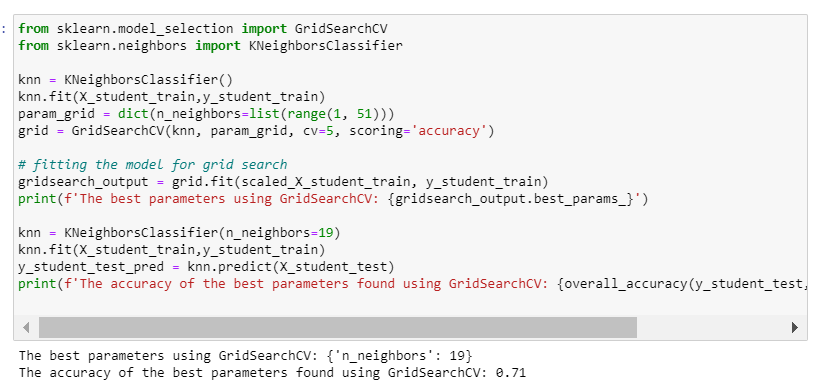 : from sklearn.model_selection import GridSearchCV
from sklearn.neighbors import KNeighborsClassifier
knn = KNeighborsClassifier()
knn.fit(X_student_train,y_student_train)
param_grid = dict(n_neighbors=list(range(1, 51)))
grid = GridSearchCV(knn, param_grid, cv=5, scoring='accuracy')
# fitting the model for grid search
gridsearch_output = grid.fit(scaled_X_student_train, y_student_train)
print(f'The best parameters using GridSearchCV: {gridsearch_output.best_params_}')
knn = KNeighborsClassifier(n_neighbors=19)
knn.fit(X_student_train,y_student_train)
y_student_test_pred = knn.predict(X_student_test)
print(f'The accuracy of the best parameters found using GridSearchCV: {overall_accuracy(y_student_test,
The best parameters using GridSearchCV: {'n_neighbors': 19}
The accuracy of the best parameters found using GridSearchCV: 0.71